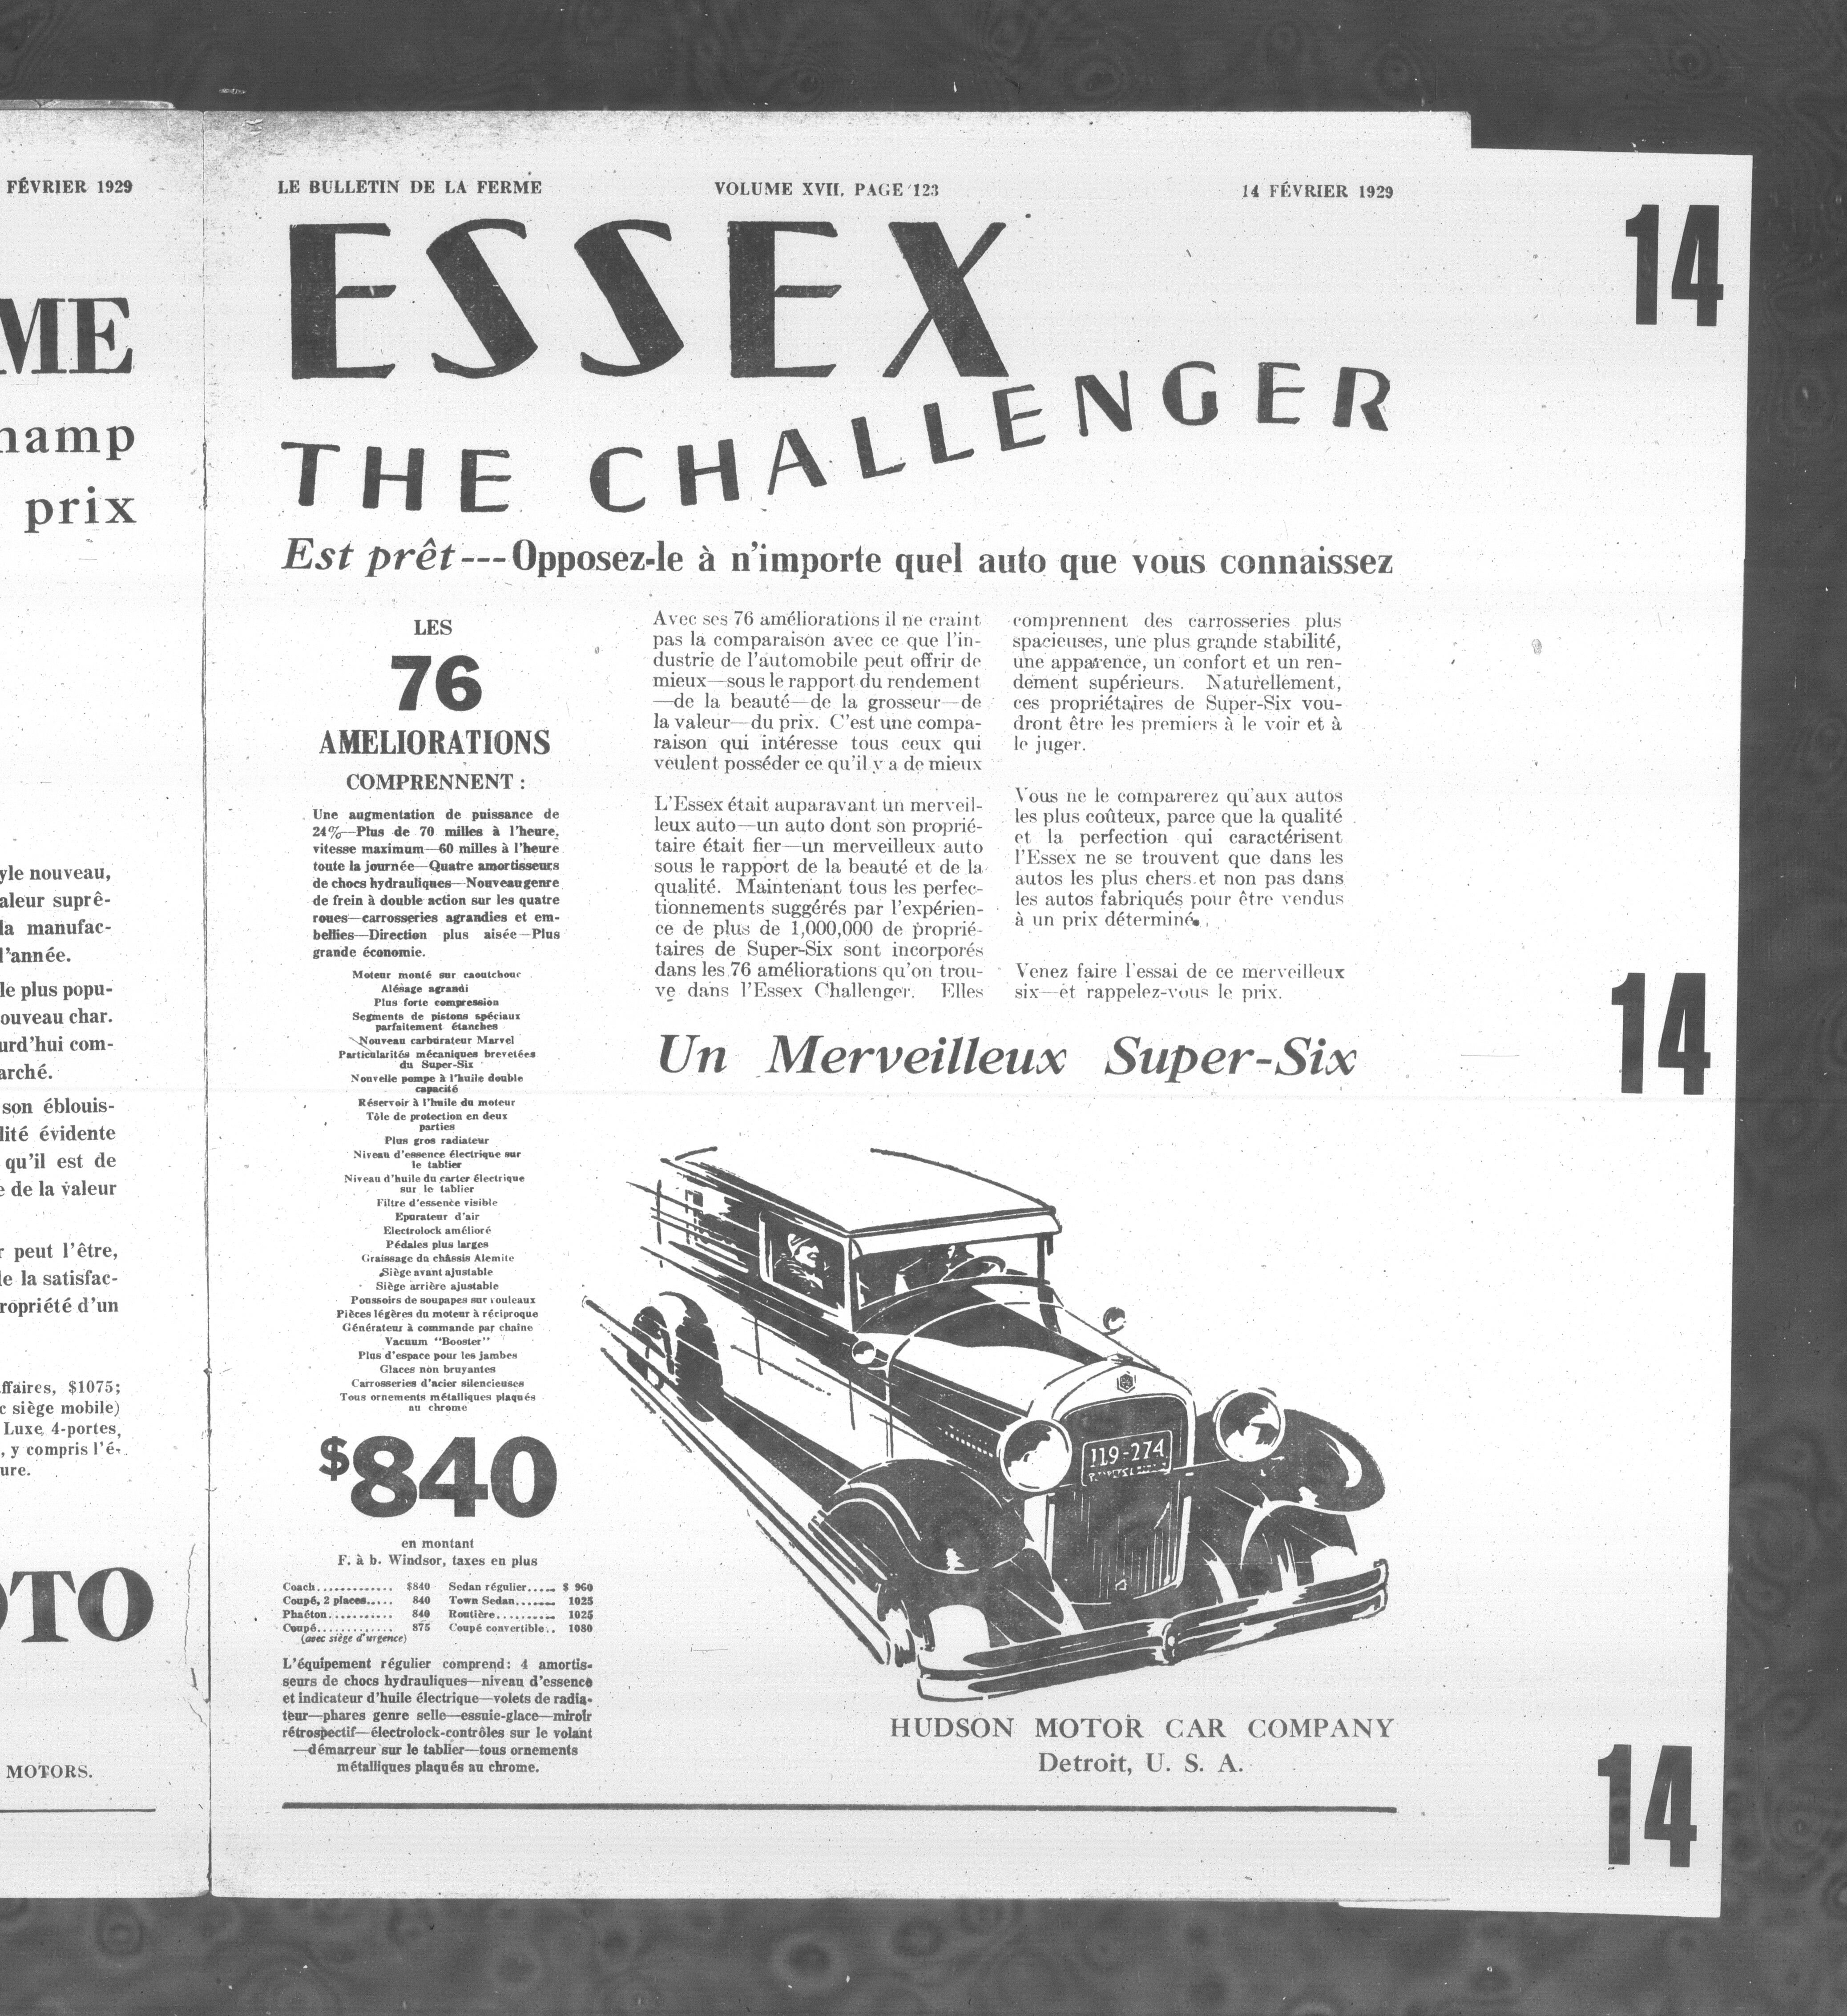 FÉVRIER 1929
ME
hamp
prix
yle nouveau,
aleur suprê-
la manufac-
l'année.
le plus popu-
ouveau char.
urd'hui com-
arché.
son éblouis-
lité évidente
qu'il est de
e de la valeur
r peut l'être,
le la satisfac-
ropriété d'un
ffaires, $1075;
c siège mobile)
Luxe 4-portes,
, y compris l'é-
ure.
OTO
MOTORS.
LE BULLETIN DE LA FERME VOLUME XVII, PAGE 123 14 FÉVRIER 1929
ESSEX
THE CHALLENGER
Est prêt---Opposez-le à n'importe quel auto que vous connaissez
LES
76
AMELIORATIONS
COMPRENNENT :
Une augmentation de puissance de
24%—Plus de 70 milles à l'heure,
vitesse maximum—60 milles à l'heure
toute la journée—Quatre amortisseurs
de chocs hydrauliques—Nouveau genre
de frein à double action sur les quatre
roues—carrosseries agrandies et em-
bellies—Direction plus aisée—Plus
grande économie.
Moteur monté sur caoutchouc
Alésage agrandi
Plus forte compression
Segments de pistons spéciaux
parfaitement étanches
Nouveau carburateur Marvel
Particularités mécaniques brevetées
du Super-Six
Nouvelle pompe à l'huile double
capacité
Réservoir à l'huile du moteur
Tôle de protection en deux
parties
Plus gros radiateur
Niveau d'essence électrique sur
le tablier
Niveau d'huile du carter électrique
sur le tablier
Filtre d'essence visible
Epurateur d'air
Electrolock amélioré
Pédales plus larges
Graissage du châssis Alemite
Siège avant ajustable
Siège arrière ajustable
Poussoirs de soupapes sur rouleaux
Pièces légères du moteur à réciproque
Générateur à commande par chaîne
Vacuum "Booster"
Plus d'espace pour les jambes
Glaces non bruyantes
Carrosseries d'acier silencieuses
Tous ornements métalliques plaqués
au chrome
$840
en montant
F. à b. Windsor, taxes en plus
Coach............. $840 Sedan régulier..... $ 960
Coupé, 2 places..... 840 Town Sedan....... 1025
Phaéton........... 840 Routière.......... 1025
Coupé............. 875 Coupé convertible.. 1080
(avec siège d'urgence)
L'équipement régulier comprend: 4 amortis-
seurs de chocs hydrauliques—niveau d'essence
et indicateur d'huile électrique—volets de radia-
teur—phares genre selle—essuie-glace—miroir
rétrospectif—électrolock-contrôles sur le volant
—démarreur sur le tablier—tous ornements
métalliques plaqués au chrome.
Avec ses 76 améliorations il ne craint
pas la comparaison avec ce que l'in-
dustrie de l'automobile peut offrir de
mieux—sous le rapport du rendement
—de la beauté—de la grosseur—de
la valeur—du prix. C'est une compa-
raison qui intéresse tous ceux qui
veulent posséder ce qu'il y a de mieux
L'Essex était auparavant un merveil-
leux auto—un auto dont son proprié-
taire était fier—un merveilleux auto
sous le rapport de la beauté et de la
qualité. Maintenant tous les perfec-
tionnements suggérés par l'expérien-
ce de plus de 1,000,000 de proprié-
taires de Super-Six sont incorporés
dans les 76 améliorations qu'on trou-
ve dans l'Essex Challenger. Elles
comprennent des carrosseries plus
spacieuses, une plus grande stabilité,
une apparence, un confort et un ren-
dement supérieurs. Naturellement,
ces propriétaires de Super-Six vou-
dront être les premiers à le voir et à
le juger.
Vous ne le comparerez qu'aux autos
les plus coûteux, parce que la qualité
et la perfection qui caractérisent
l'Essex ne se trouvent que dans les
autos les plus chers et non pas dans
les autos fabriqués pour être vendus
à un prix déterminé.
Venez faire l'essai de ce merveilleux
six—et rappelez-vous le prix.
Un Merveilleux Super-Six
119-274
HUDSON MOTOR CAR COMPANY
Detroit, U. S. A.
14
14
14